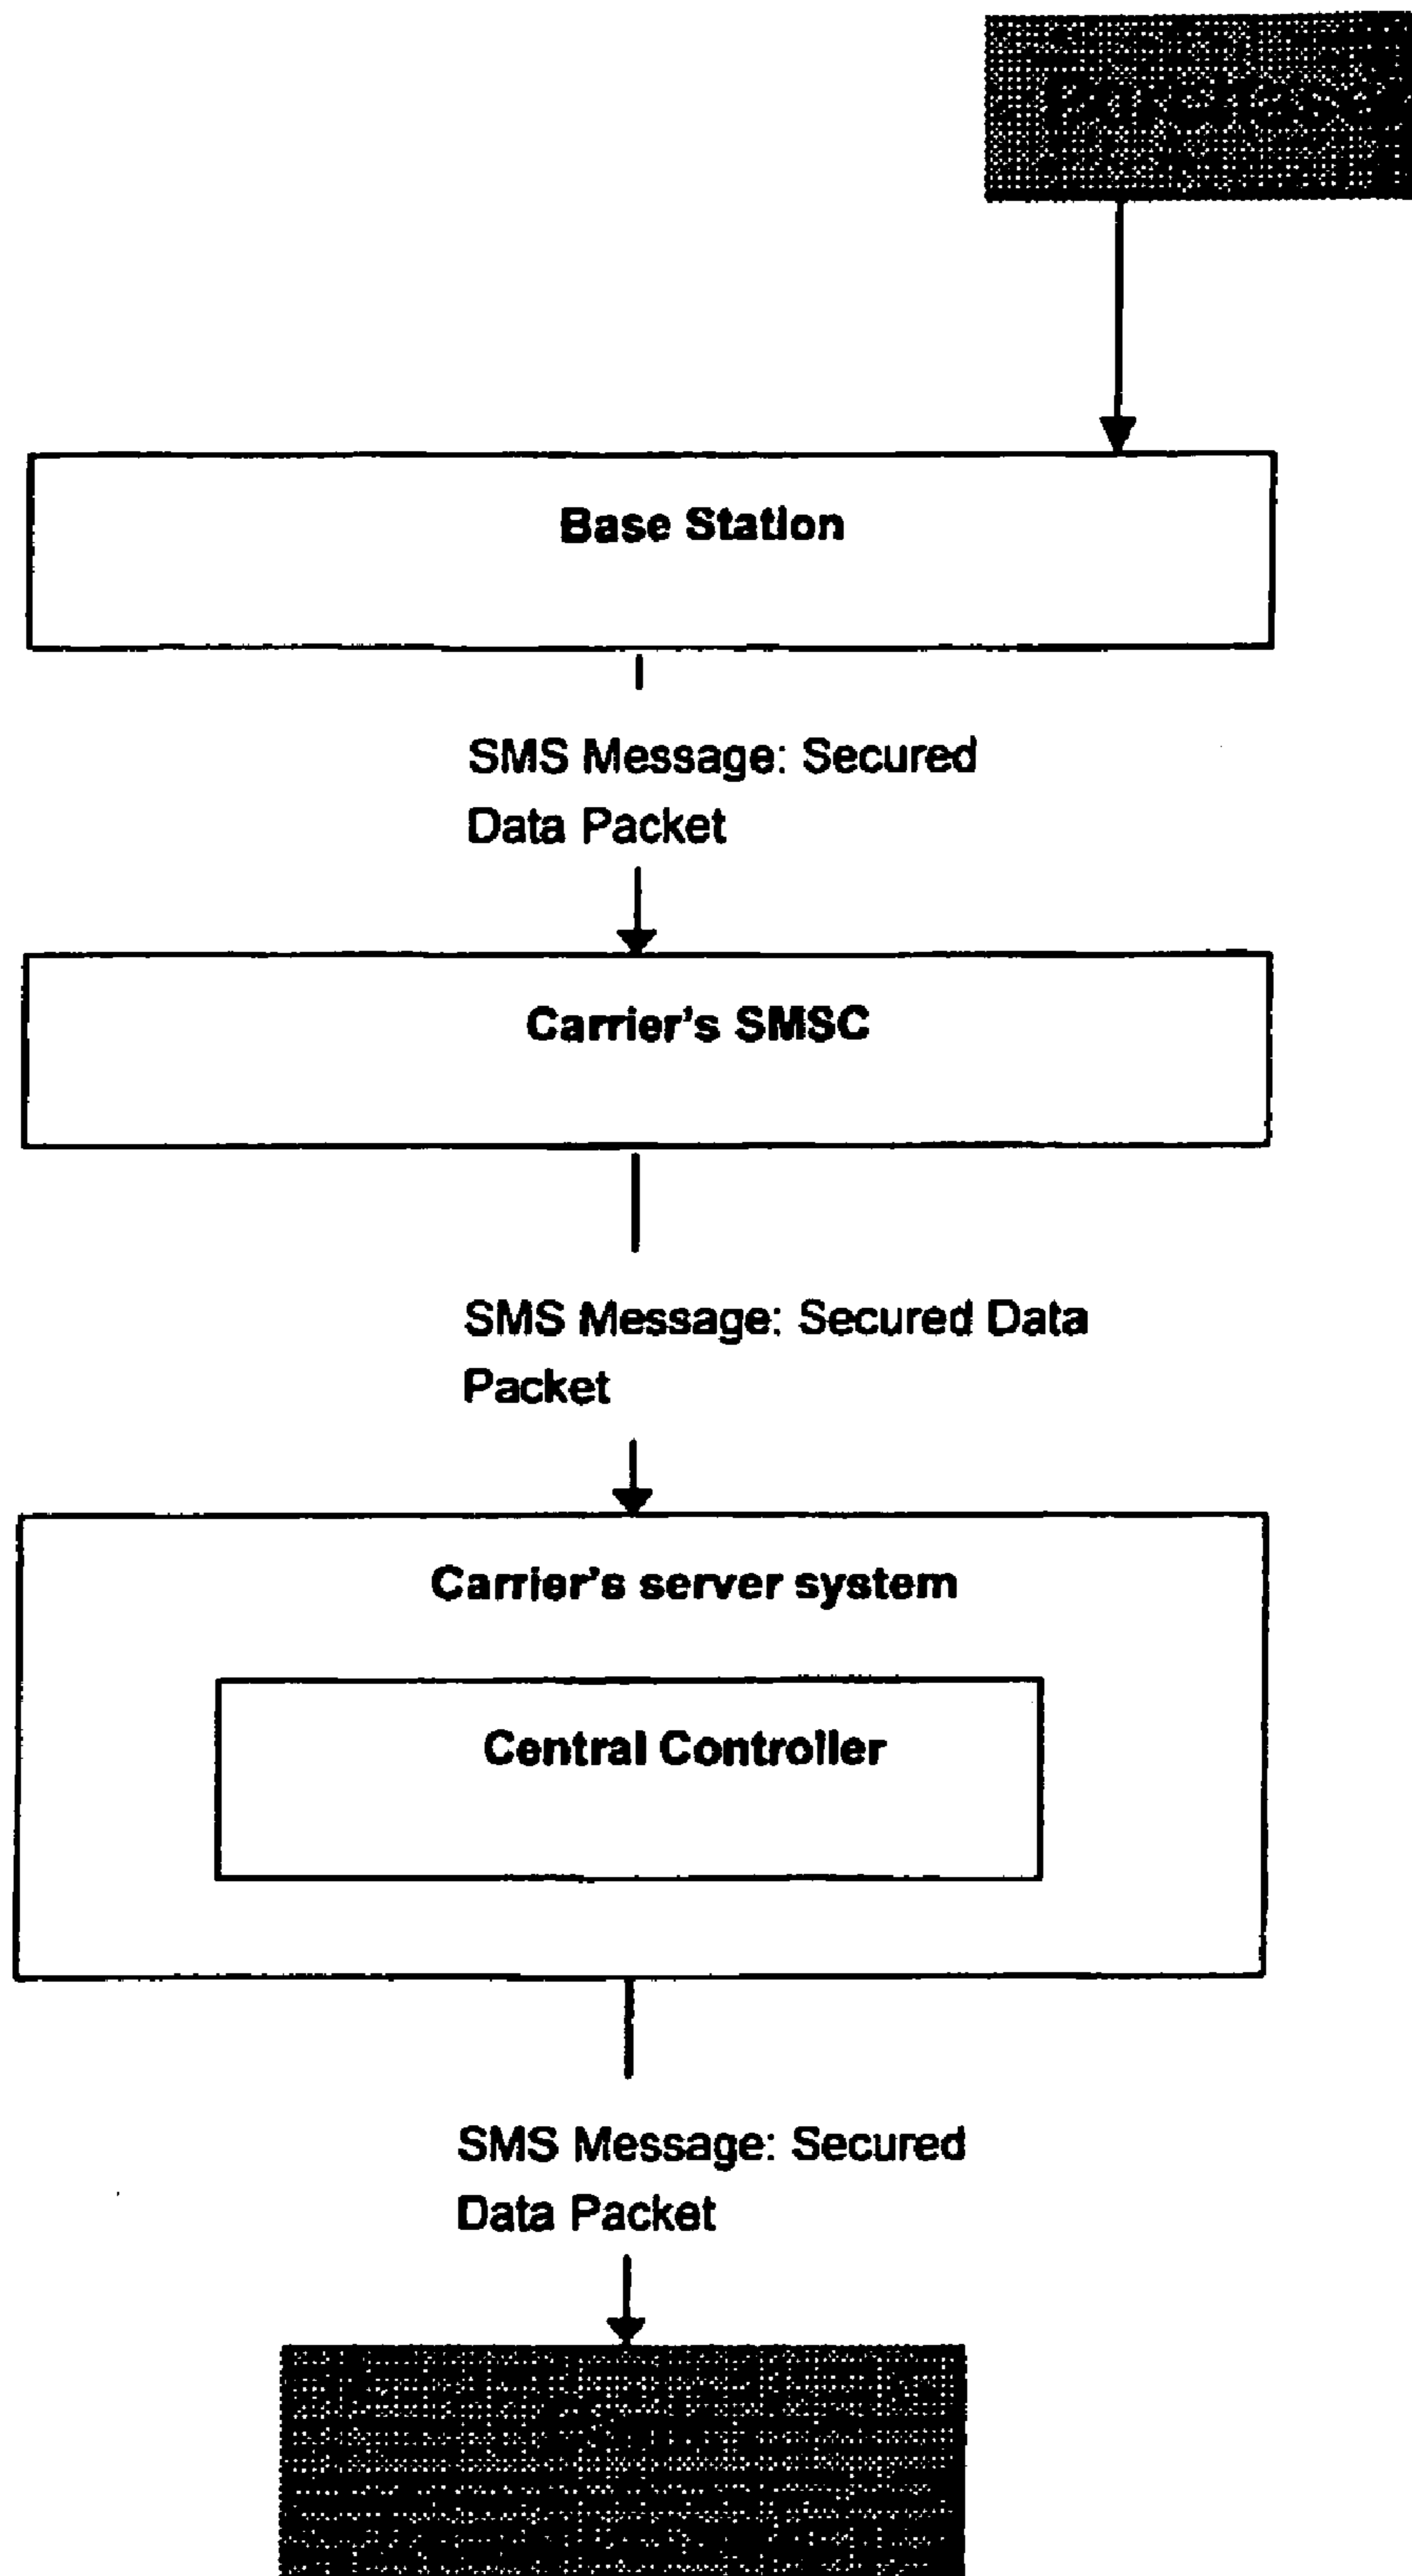 Base Station
SMS Message: Secured
Data Packet
Carrier's SMSC
SMS Message: Secured Data
Packet
Carrier's server system
Central Controller
SMS Message: Secured
Data Packet